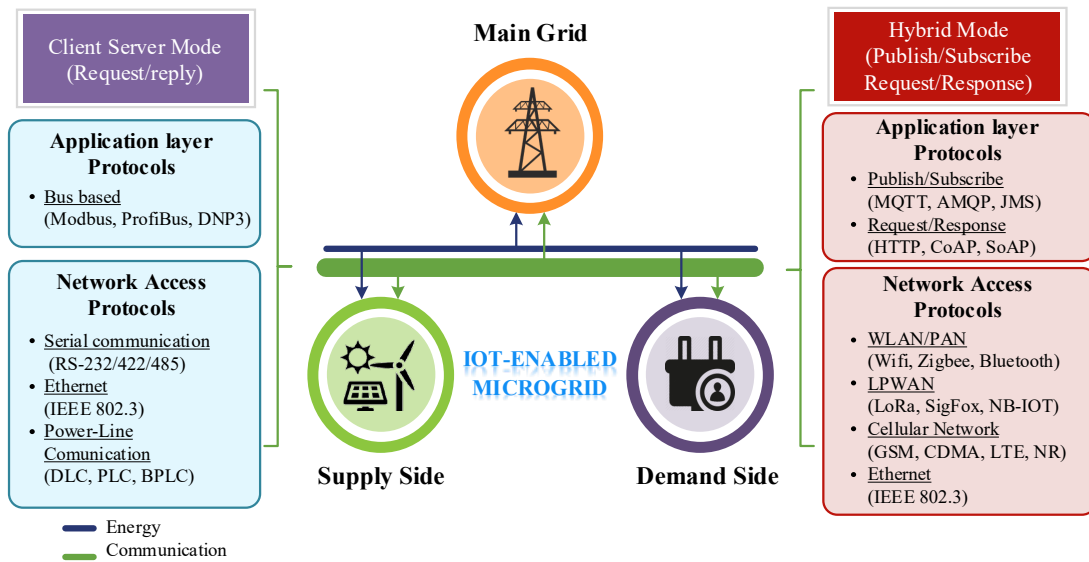 Client Server Mode
(Request/reply)
Application layer
Protocols
• Bus based
(Modbus, ProfiBus, DNP3)
Network Access
Protocols
• Serial communication
(RS-232/422/485)
• Ethernet
(IEEE 802.3)
• Power-Line
Comunication
(DLC, PLC, BPLC)
Energy
Communication
Main Grid
IOT-ENABLED
MICROGRID
Supply Side
Demand Side
Hybrid Mode
(Publish/Subscribe
Request/Response)
Application layer
Protocols
• Publish/Subscribe
(MQTT, AMQP, JMS)
• Request/Response
(HTTP, CoAP, SoAP)
Network Access
Protocols
• WLAN/PAN
(Wifi, Zigbee, Bluetooth)
• LPWAN
(LoRa, SigFox, NB-IOT)
• Cellular Network
(GSM, CDMA, LTE, NR)
• Ethernet
(IEEE 802.3)